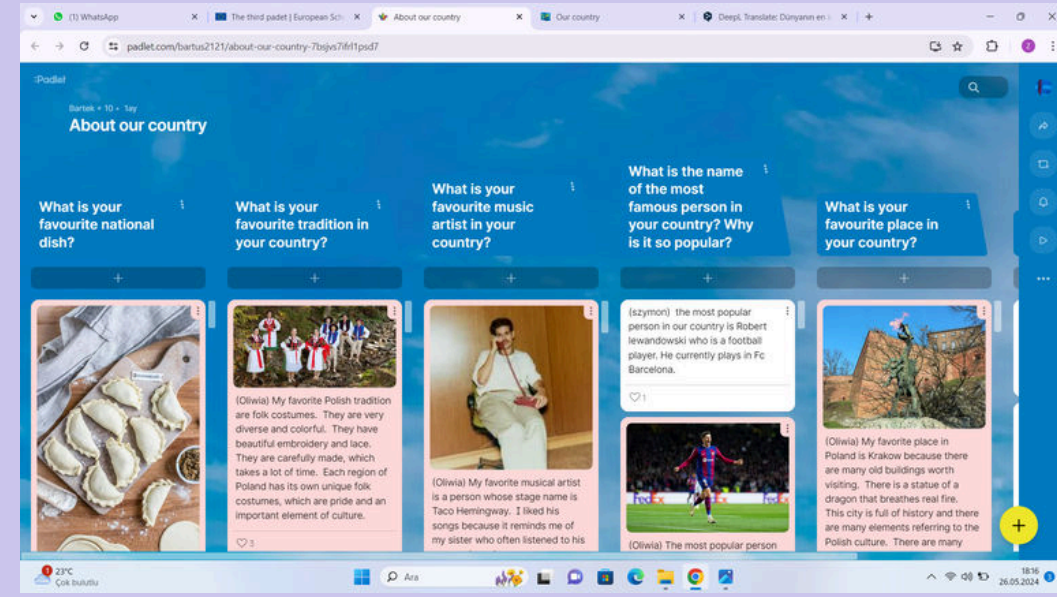 (1) WhatsApp
The third padet | European Sch
About our country
Our country
DeepL Translate: Dünyanın en
padlet.com/bartus2121/about-our-country-7bsjvs7ifrl1psd7
:Padlet
Bartek • 10 • 1ay
About our country
What is your
favourite national
dish?
What is your
favourite tradition in
your country?
What is your
favourite music
artist in your
country?
What is the name
of the most
famous person in
your country? Why
is it so popular?
What is your
favourite place in
your country?
(Oliwia) My favorite Polish tradition
are folk costumes. They are very
diverse and colorful. They have
beautiful embroidery and lace.
They are carefully made, which
takes a lot of time. Each region of
Poland has its own unique folk
costumes, which are pride and an
important element of culture.
3
(Oliwia) My favorite musical artist
is a person whose stage name is
Taco Hemingway. I liked his
songs because it reminds me of
my sister who often listened to his
(szymon) the most popular
person in our country is Robert
lewandowski who is a football
player. He currently plays in Fc
Barcelona.
1
FedEx
FedEx
(Oliwia) The most popular person
(Oliwia) My favorite place in
Poland is Krakow because there
are many old buildings worth
visiting. There is a statue of a
dragon that breathes real fire.
This city is full of history and there
are many elements referring to the
Polish culture. There are many
1
23°C
Çok bulutlu
Ara
18:16
26.05.2024
3